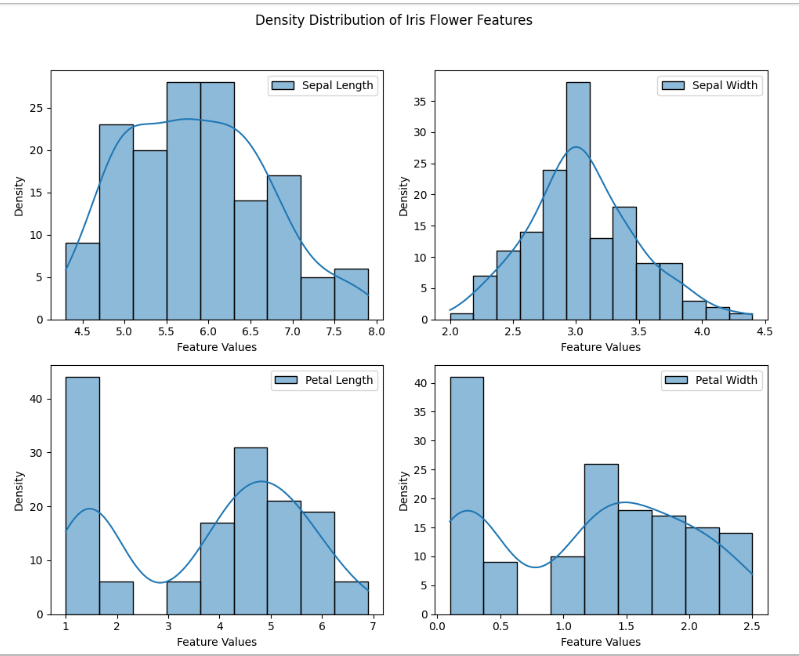 Density Distribution of Iris Flower Features
Sepal Length
25
20
15
10
5
0
Density
4.5 5.0 5.5 6.0 6.5 7.0 7.5 8.0
Feature Values
Sepal Width
35
30
25
20
15
10
5
0
Density
2.0 2.5 3.0 3.5 4.0 4.5
Feature Values
Petal Length
40
30
20
10
0
Density
1 2 3 4 5 6 7
Feature Values
Petal Width
40
35
30
25
20
15
10
5
0
Density
0.0 0.5 1.0 1.5 2.0 2.5
Feature Values